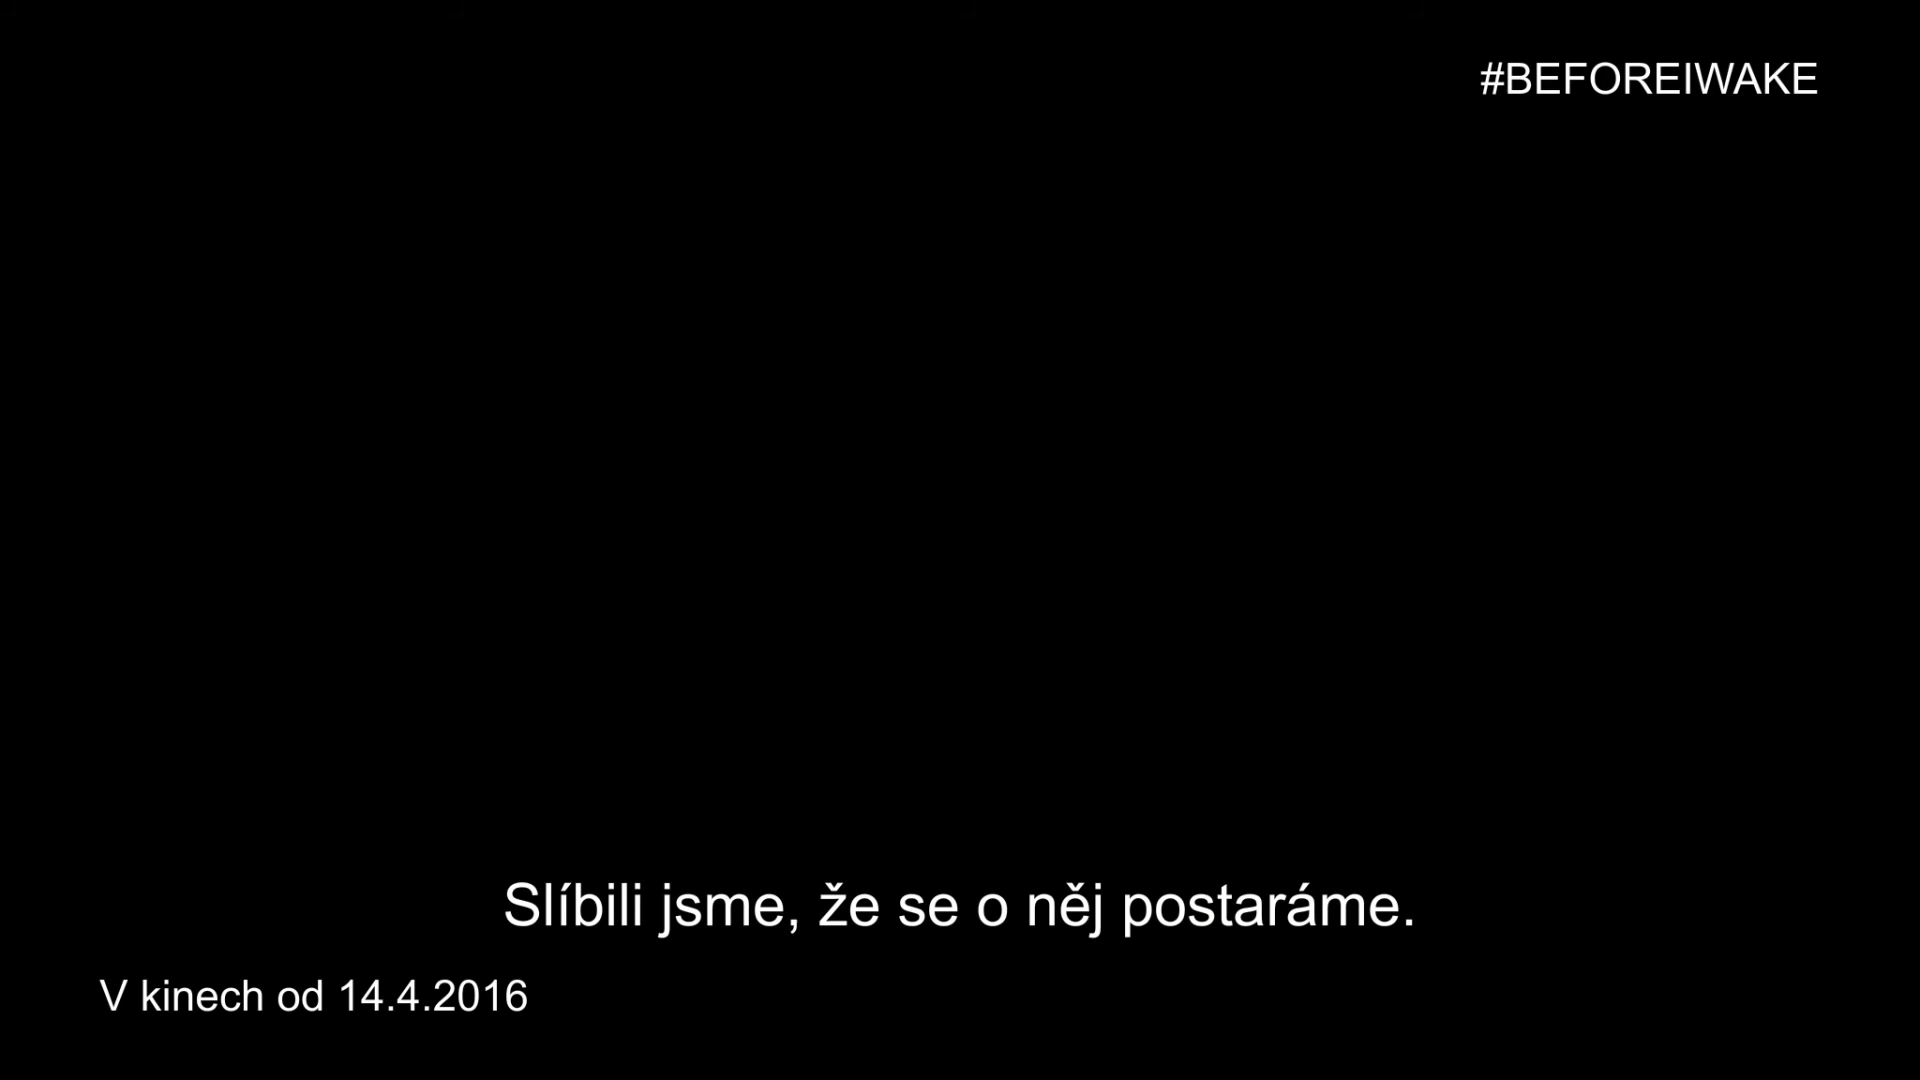 #BEFOREIWAKE
Slíbili jsme, že se o něj postaráme.
V kinech od 14.4.2016